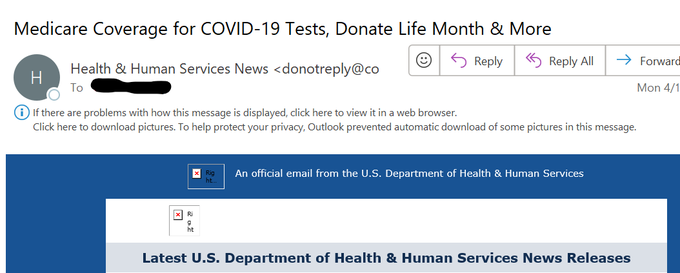 Medicare Coverage for COVID-19 Tests, Donate Life Month & More
H
Health & Human Services News <donotreply@co
Reply
Reply All
Forward
To
Mon 4/1
If there are problems with how this message is displayed, click here to view it in a web browser.
Click here to download pictures. To help protect your privacy, Outlook prevented automatic download of some pictures in this message.
Rig
ht.
An official email from the U.S. Department of Health & Human Services
Ri
g
ht
Latest U.S. Department of Health & Human Services News Releases